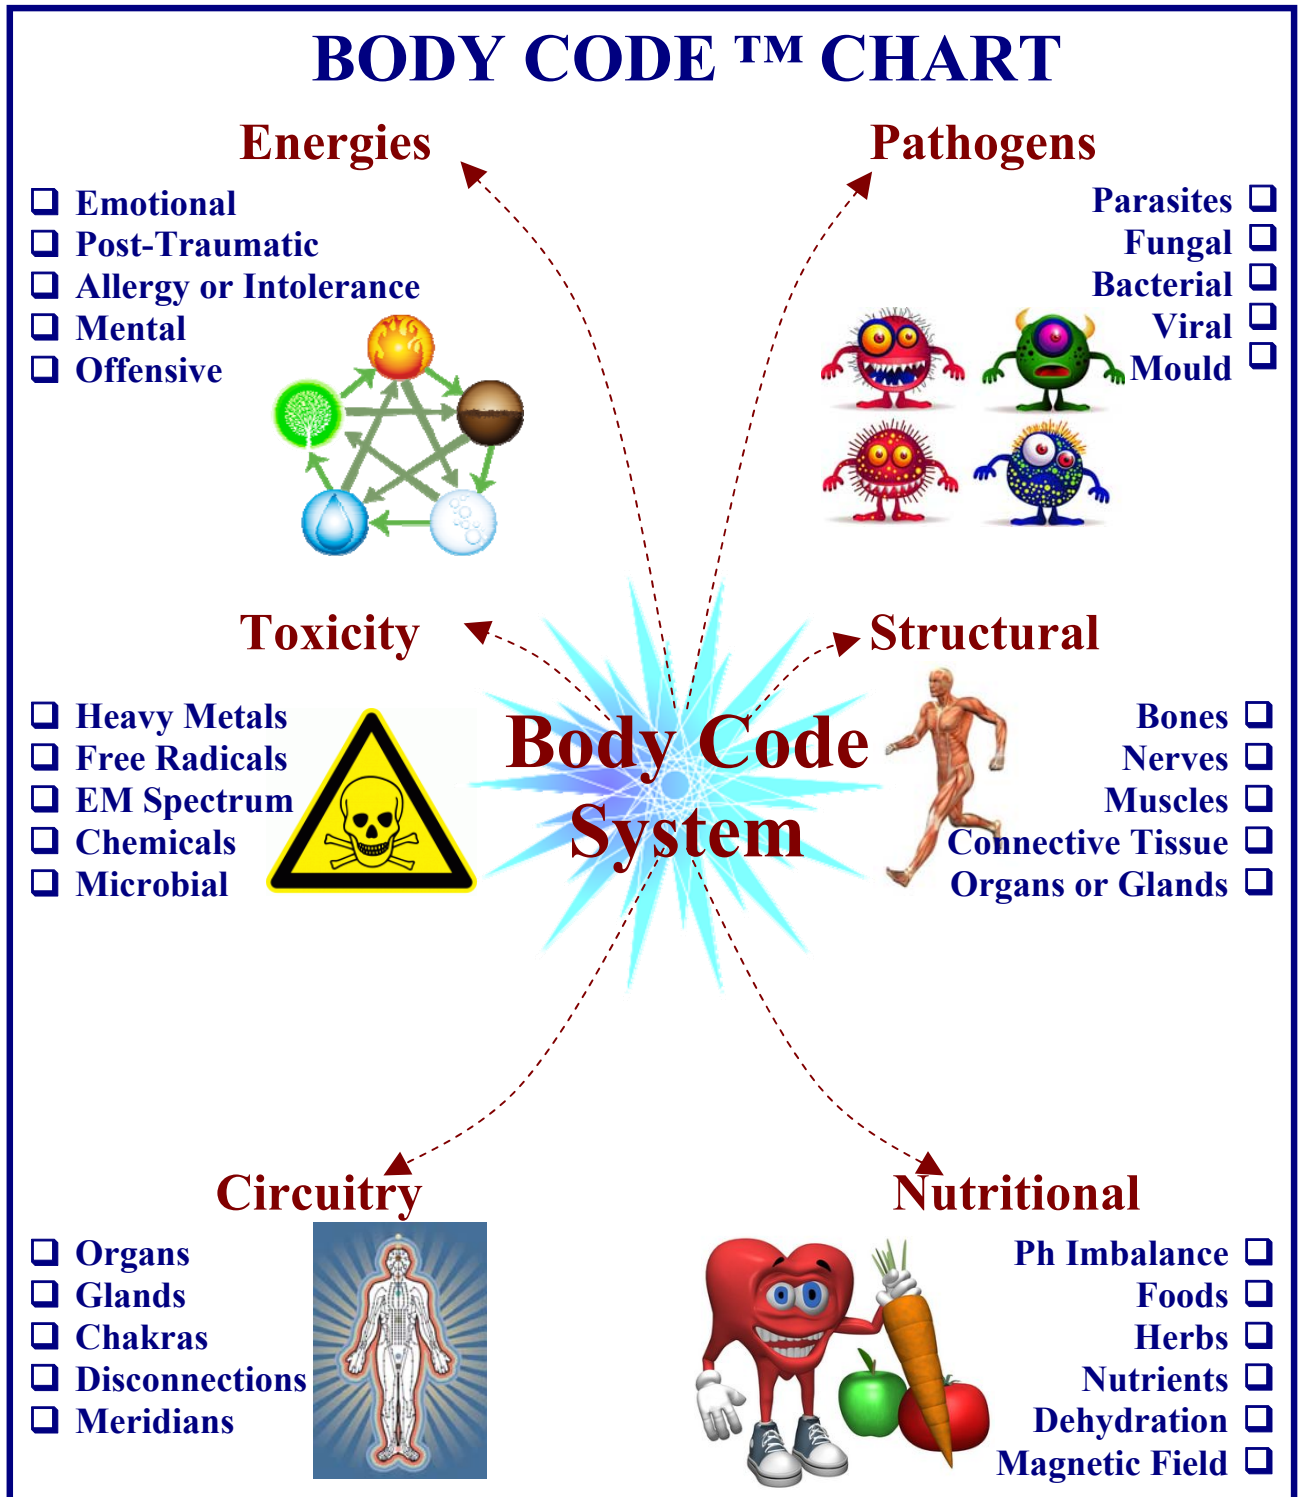 BODY CODE ™ CHART
Energies
❑ Emotional
❑ Post-Traumatic
❑ Allergy or Intolerance
❑ Mental
❑ Offensive
Pathogens
Parasites ❑
Fungal ❑
Bacterial ❑
Viral ❑
Mould ❑
Toxicity
❑ Heavy Metals
❑ Free Radicals
❑ EM Spectrum
❑ Chemicals
❑ Microbial
Body Code
System
Structural
Bones ❑
Nerves ❑
Muscles ❑
Connective Tissue ❑
Organs or Glands ❑
Circuitry
❑ Organs
❑ Glands
❑ Chakras
❑ Disconnections
❑ Meridians
Nutritional
Ph Imbalance ❑
Foods ❑
Herbs ❑
Nutrients ❑
Dehydration ❑
Magnetic Field ❑